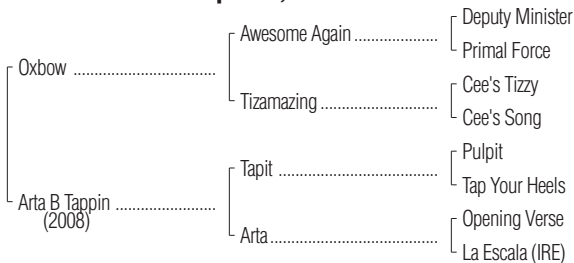 Deputy Minister
Awesome Again ..................
Primal Force
Oxbow ..............................
Cee's Tizzy
Tizamazing ........................
Cee's Song
Pulpit
Tapit ..................................
Tap Your Heels
Arta B Tappin .....................
(2008)
Opening Verse
Arta....................................
La Escala (IRE)